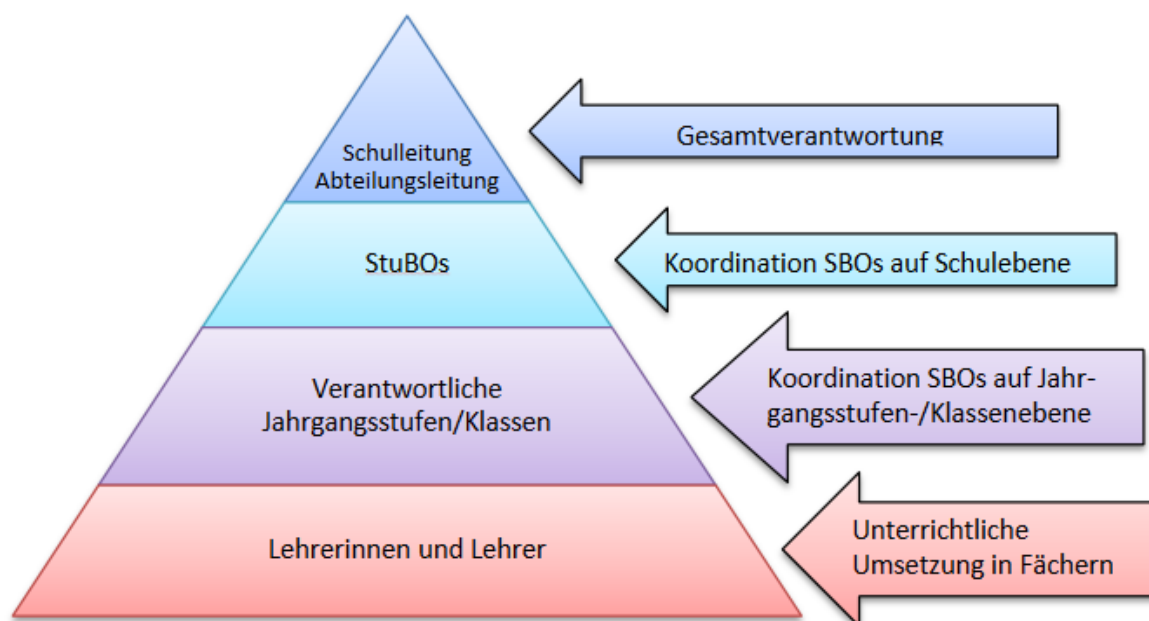 Schulleitung
Abteilungsleitung
Gesamtverantwortung
StuBOs
Koordination SBOs auf Schulebene
Verantwortliche
Jahrgangsstufen/Klassen
Koordination SBOs auf Jahr-
gangsstufen-/Klassenebene
Lehrerinnen und Lehrer
Unterrichtliche
Umsetzung in Fächern